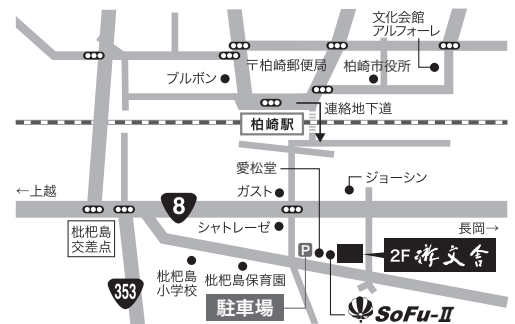 文化会館
アルフォーレ
〒柏崎郵便局
柏崎市役所
ブルボン
連絡地下道
柏崎駅
愛松堂
ガスト
ジョーシン
←上越
8
シャトレーゼ
長岡→
枇杷島
交差点
P
2F 游文舎
枇杷島
小学校
枇杷島保育園
353
駐車場
SoFu-II